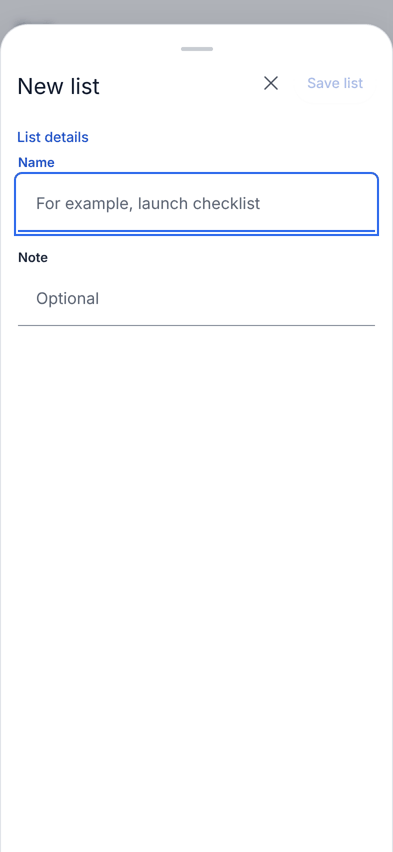 New list
Save list
List details
Name
For example, launch checklist
Note
Optional